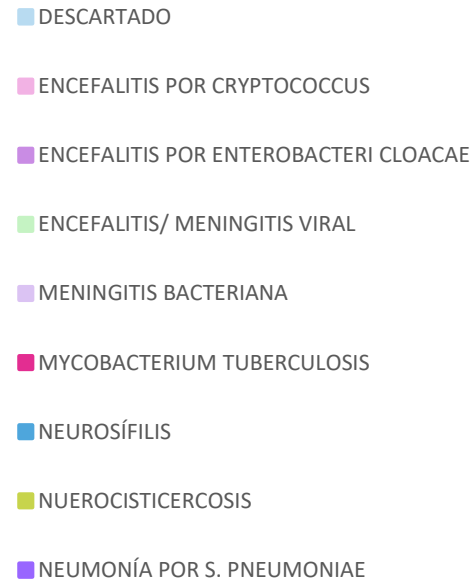 DESCARTADO
ENCEFALITIS POR CRYPTOCOCCUS
ENCEFALITIS POR ENTEROBACTERI CLOACAE
ENCEFALITIS/ MENINGITIS VIRAL
MENINGITIS BACTERIANA
MYCOBACTERIUM TUBERCULOSIS
NEUROSÍFILIS
NUEROCISTICERCOSIS
NEUMONÍA POR S. PNEUMONIAE